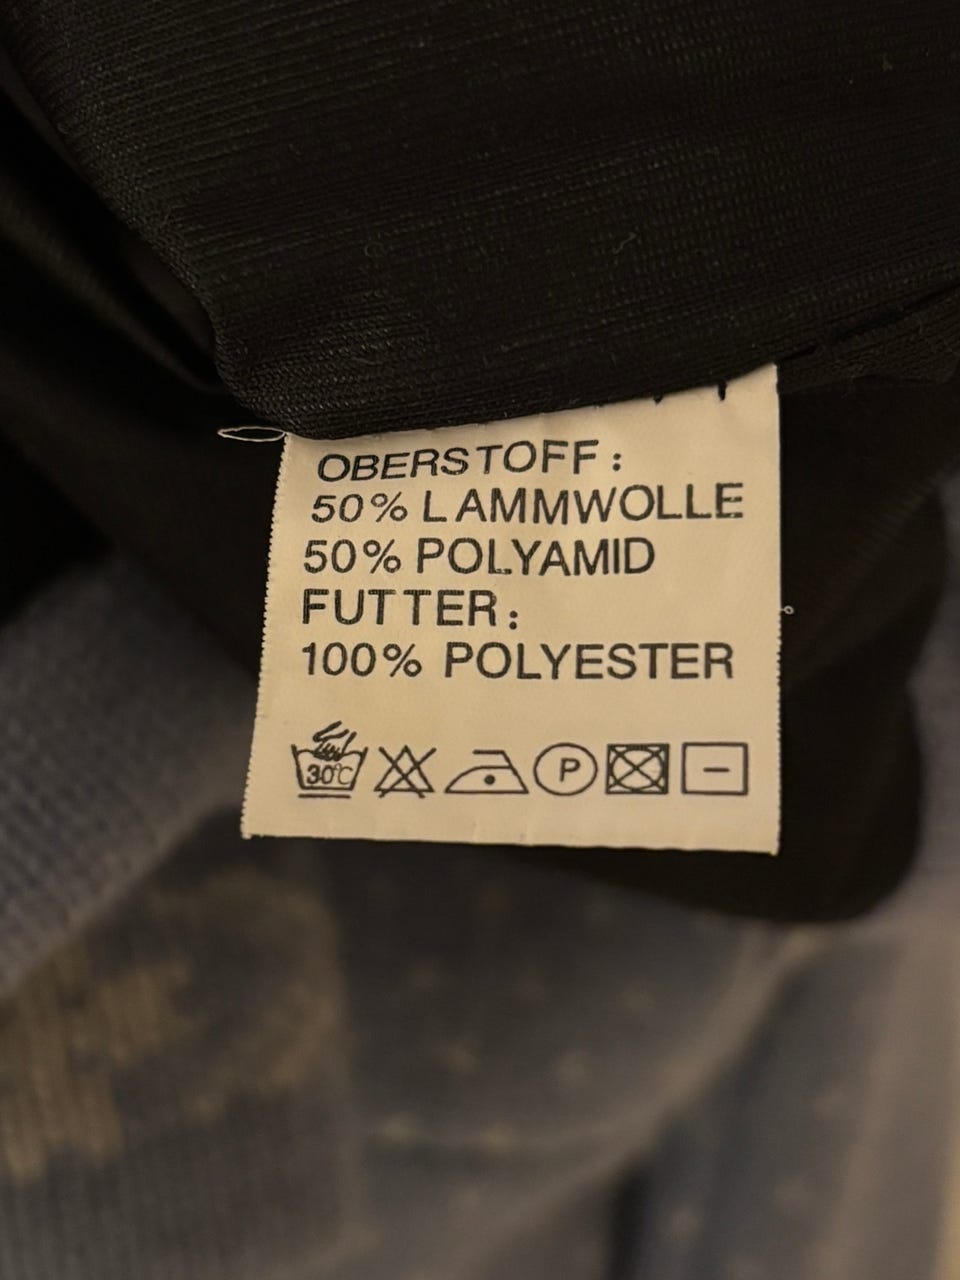 OBERSTOFF:
50% LAMMWOLLE
50% POLYAMID
FUTTER:
100% POLYESTER
30°C P